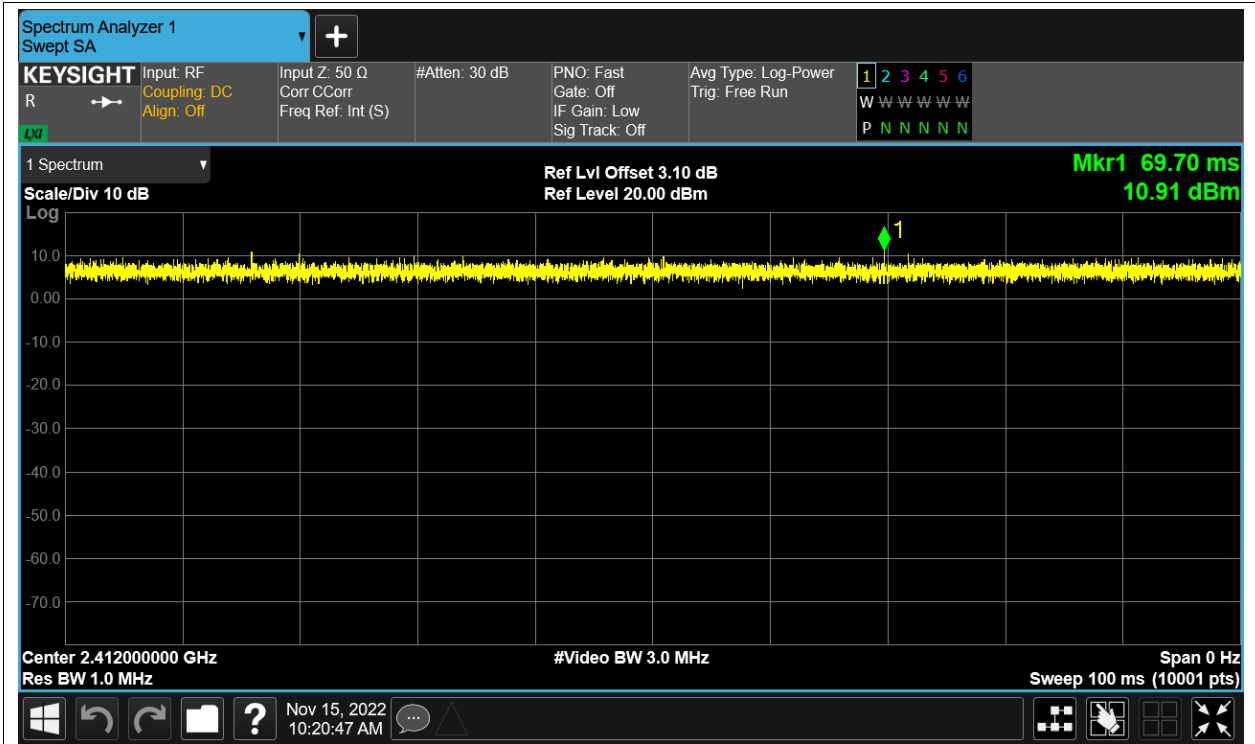 Spectrum Analyzer 1
Swept SA
KEYSIGHT
R
LXI
Input: RF
Coupling: DC
Align: Off
Input Z: 50 Ω
Corr CCorr
Freq Ref: Int (S)
#Atten: 30 dB
PNO: Fast
Gate: Off
IF Gain: Low
Sig Track: Off
Avg Type: Log-Power
Trig: Free Run
1 2 3 4 5 6
W W W W W W
P N N N N N
1 Spectrum
Scale/Div 10 dB
Log
Ref Lvl Offset 3.10 dB
Ref Level 20.00 dBm
Mkr1 69.70 ms
10.91 dBm
1
10.0
0.00
-10.0
-20.0
-30.0
-40.0
-50.0
-60.0
-70.0
Center 2.412000000 GHz
Res BW 1.0 MHz
#Video BW 3.0 MHz
Span 0 Hz
Sweep 100 ms (10001 pts)
?
Nov 15, 2022
10:20:47 AM